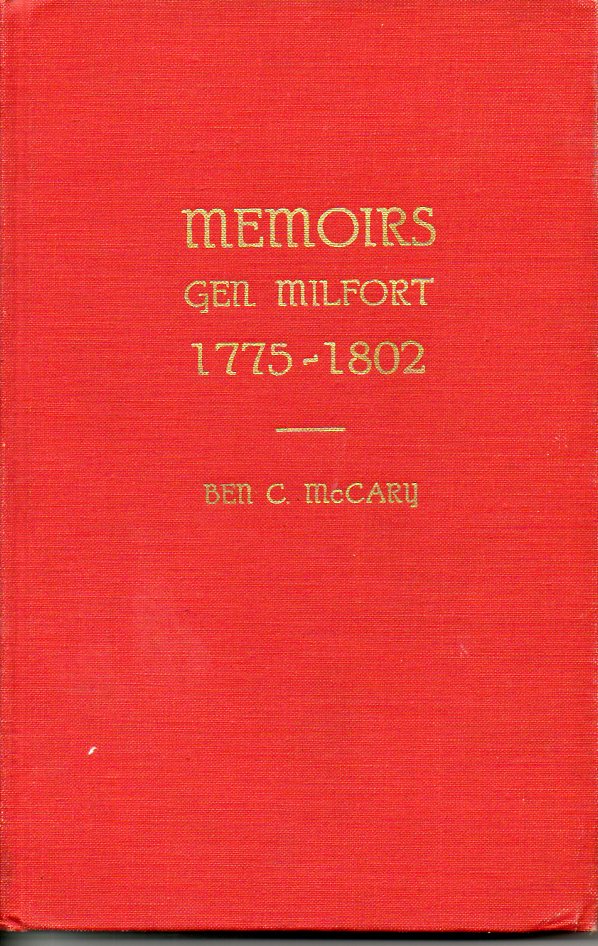 MEMOIRS
GEN MILFORT
1775-1802
BEN C. McCARY